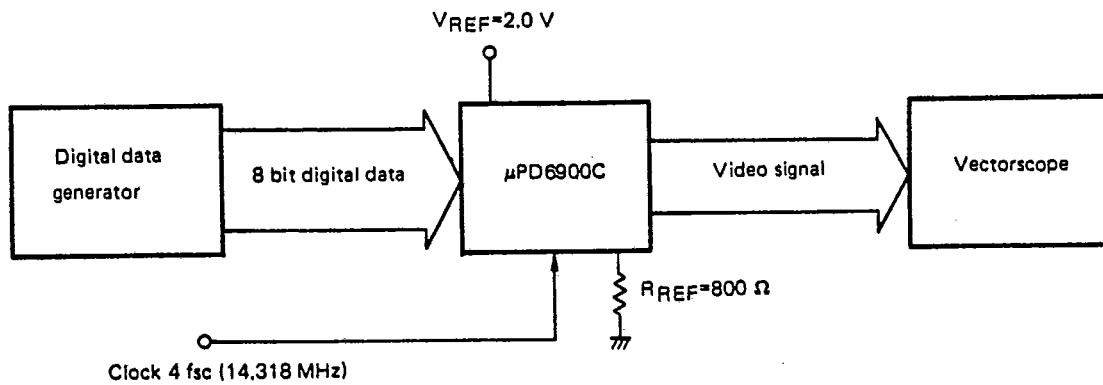 VREF=2.0 V
Digital data
generator
8 bit digital data
μPD6900C
Video signal
Vectorscope
RREF=800 Ω
Clock 4 fsc (14,318 MHz)